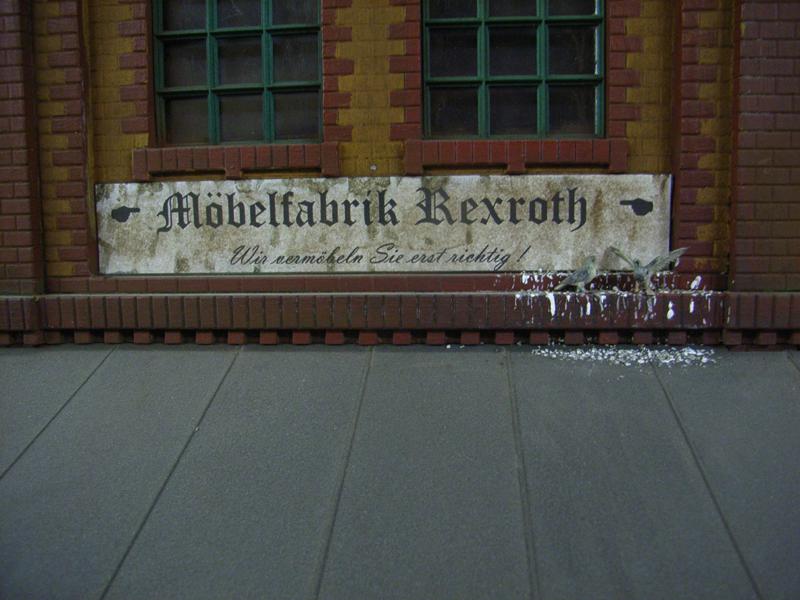 Möbelfabrik Rexroth
Wir vermöbeln Sie erst richtig !